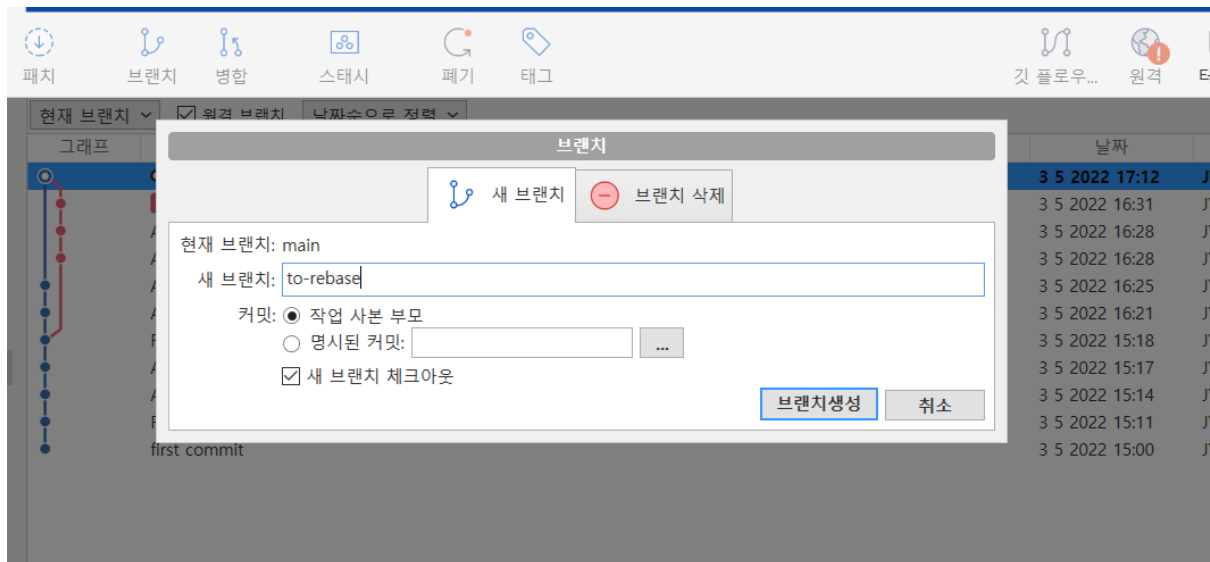 패치 브랜치 병합 스태시 폐기 태그 깃 플로우... 원격
현재 브랜치 원격 브랜치 날짜순으로 정렬
그래프 날짜
브랜치
새 브랜치 브랜치 삭제
현재 브랜치: main
새 브랜치: to-rebase
커밋: 작업 사본 부모
명시된 커밋: ...
새 브랜치 체크아웃
브랜치생성 취소
3 5 2022 17:12
3 5 2022 16:31
3 5 2022 16:28
3 5 2022 16:28
3 5 2022 16:25
3 5 2022 16:21
3 5 2022 15:18
3 5 2022 15:17
3 5 2022 15:14
3 5 2022 15:11
first commit 3 5 2022 15:00